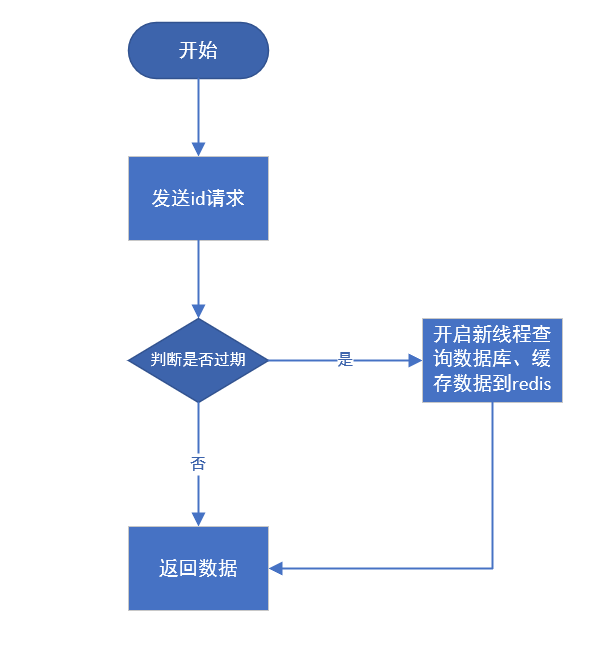 开始
发送id请求
判断是否过期
是
开启新线程查
询数据库、缓
存数据到redis
否
返回数据